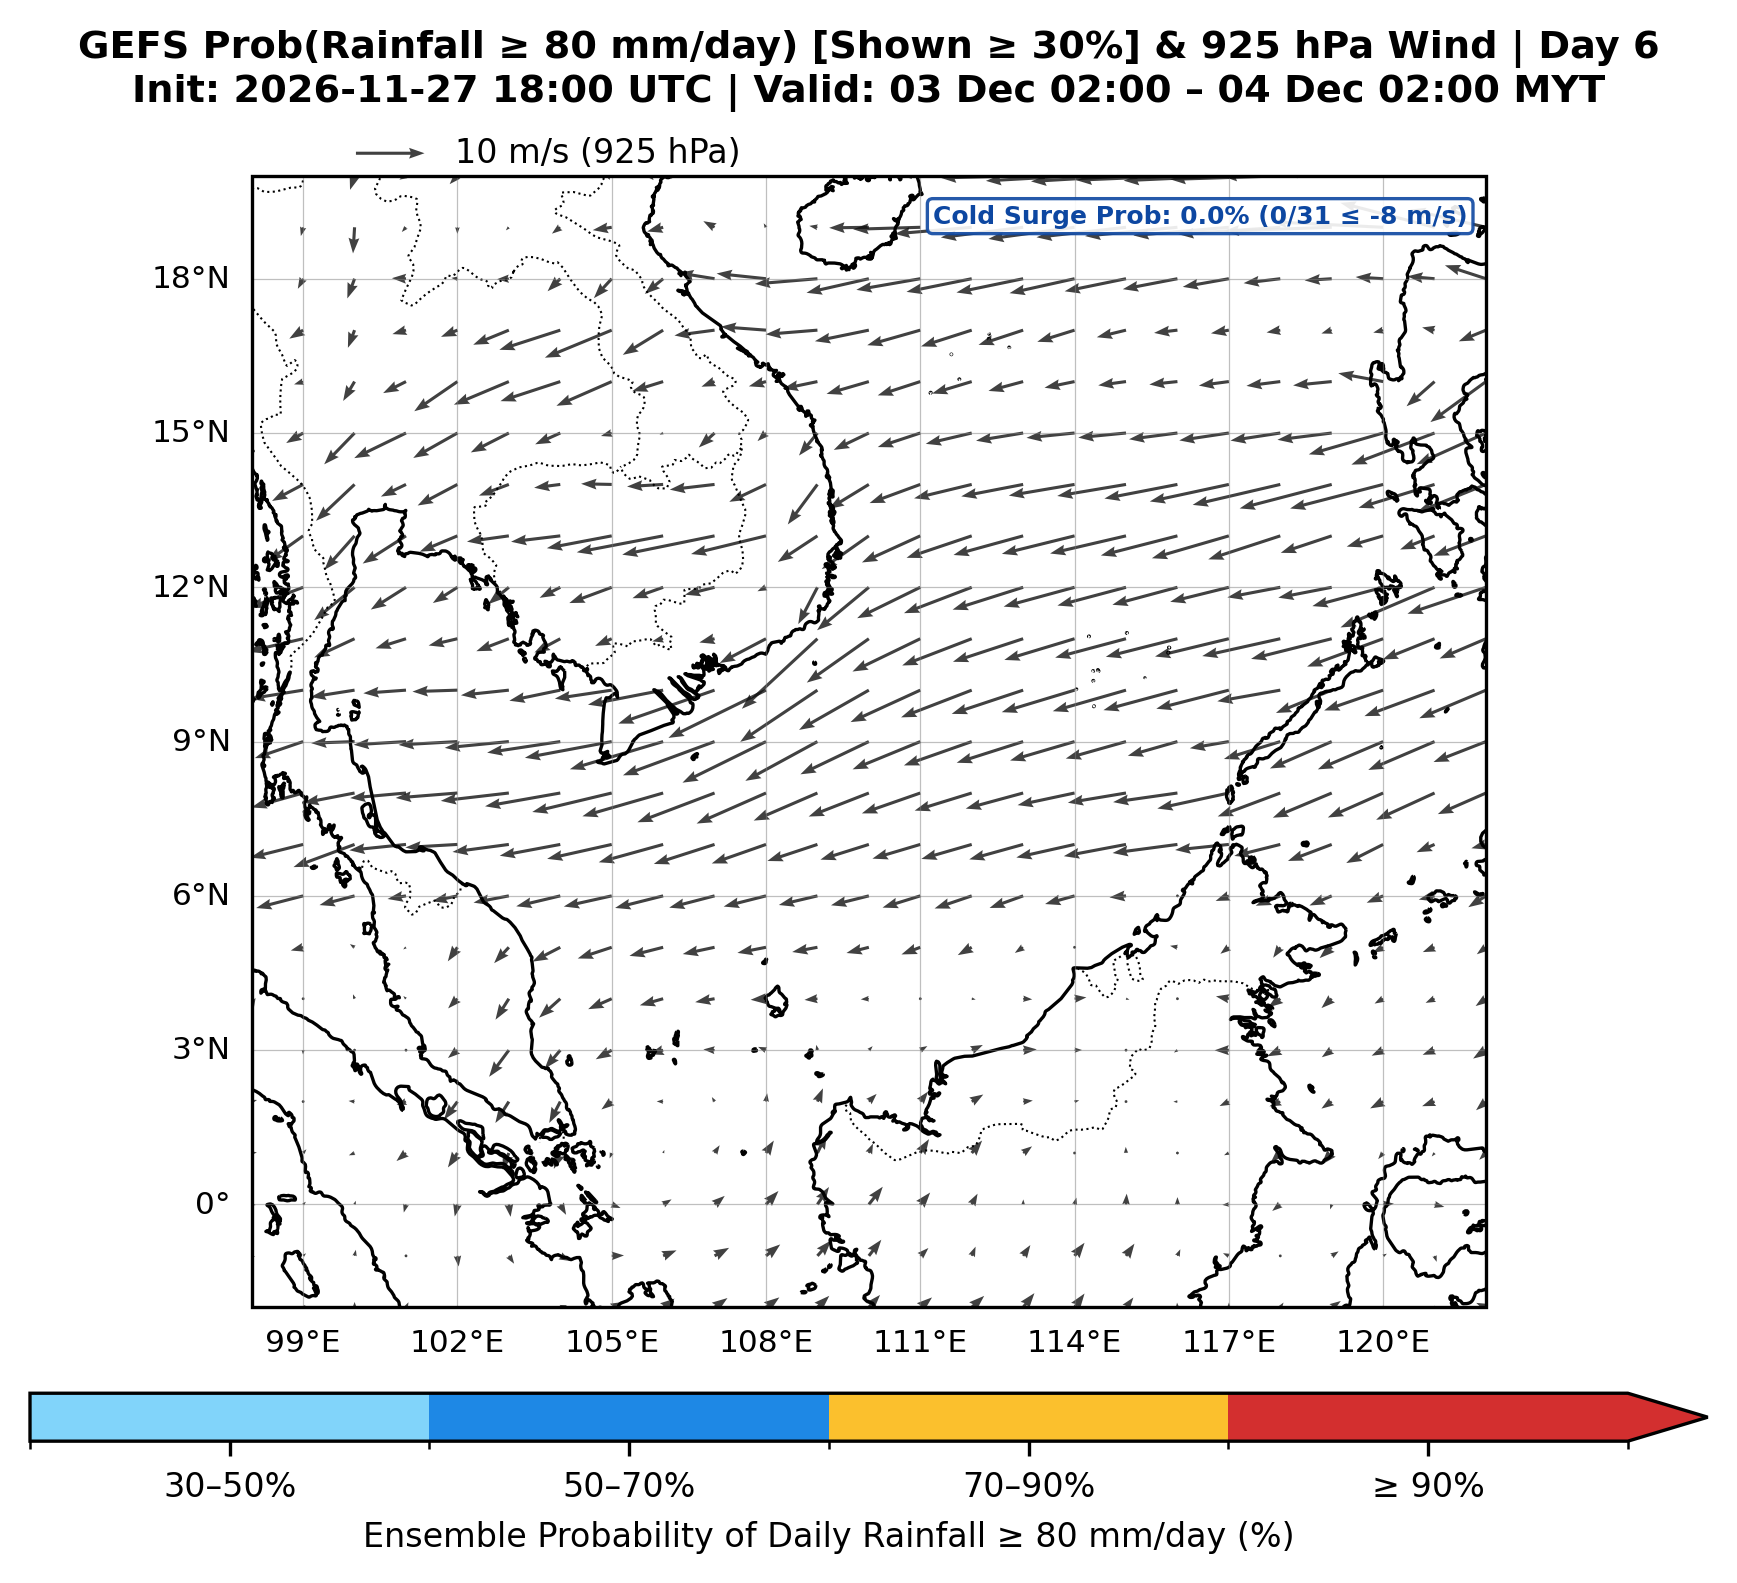 GEFS Prob(Rainfall ≥ 80 mm/day) [Shown ≥ 30%] & 925 hPa Wind | Day 6
Init: 2026-11-27 18:00 UTC | Valid: 03 Dec 02:00 – 04 Dec 02:00 MYT
10 m/s (925 hPa)
Cold Surge Prob: 0.0% (0/31 ≤ -8 m/s)
18°N
15°N
12°N
9°N
6°N
3°N
0°
99°E 102°E 105°E 108°E 111°E 114°E 117°E 120°E
30–50% 50–70% 70–90% ≥ 90%
Ensemble Probability of Daily Rainfall ≥ 80 mm/day (%)